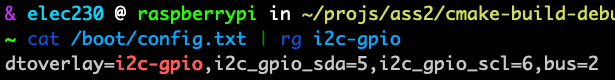 & elec230 @ raspberrypi in ~/projs/ass2/cmake-build-deb
~ cat /boot/config.txt | rg i2c-gpio
dtoverlay=i2c-gpio,i2c_gpio_sda=5,i2c_gpio_scl=6,bus=2